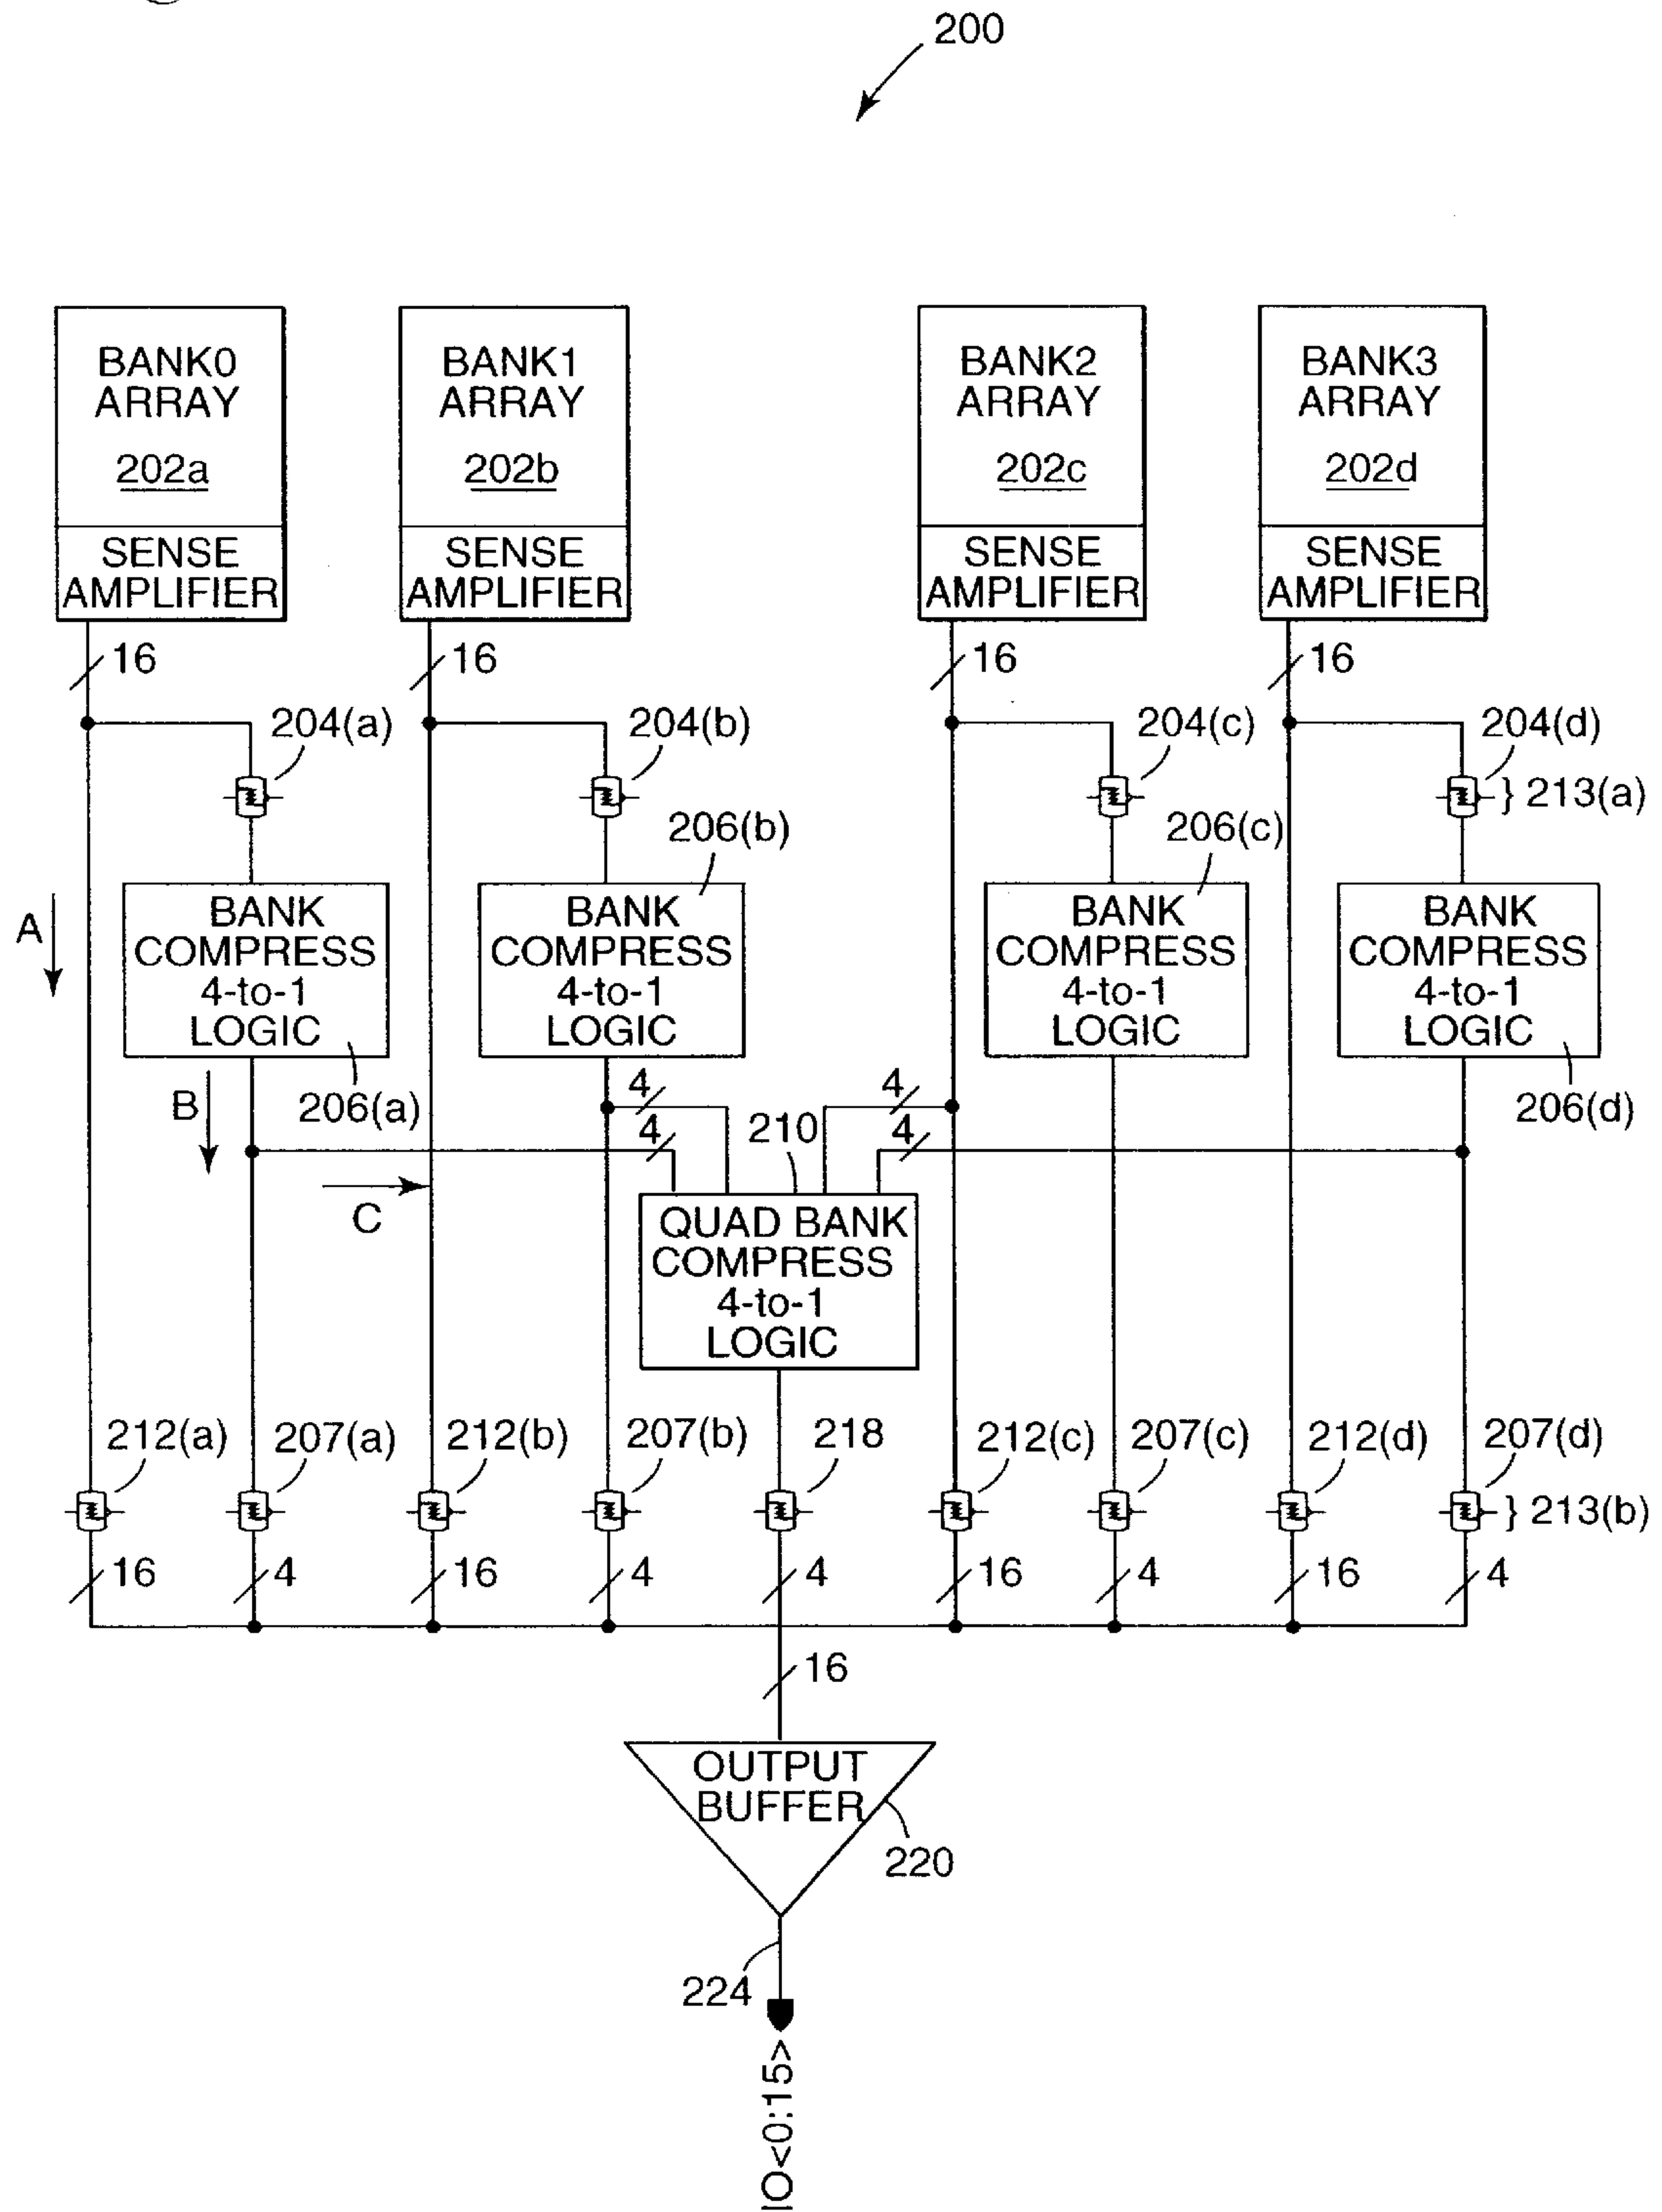 200
BANK0
ARRAY
202a
SENSE
AMPLIFIER
BANK1
ARRAY
202b
SENSE
AMPLIFIER
BANK2
ARRAY
202c
SENSE
AMPLIFIER
BANK3
ARRAY
202d
SENSE
AMPLIFIER
16
16
16
16
204(a)
204(b)
204(c)
204(d)
} 213(a)
206(b)
206(c)
A
BANK
COMPRESS
4-to-1
LOGIC
BANK
COMPRESS
4-to-1
LOGIC
BANK
COMPRESS
4-to-1
LOGIC
BANK
COMPRESS
4-to-1
LOGIC
B
206(a)
4
4
210
4
4
206(d)
C
QUAD BANK
COMPRESS
4-to-1
LOGIC
212(a)
207(a)
212(b)
207(b)
218
212(c)
207(c)
212(d)
207(d)
} 213(b)
16
4
16
4
4
16
4
16
4
16
OUTPUT
BUFFER
220
224
IO<0:15>